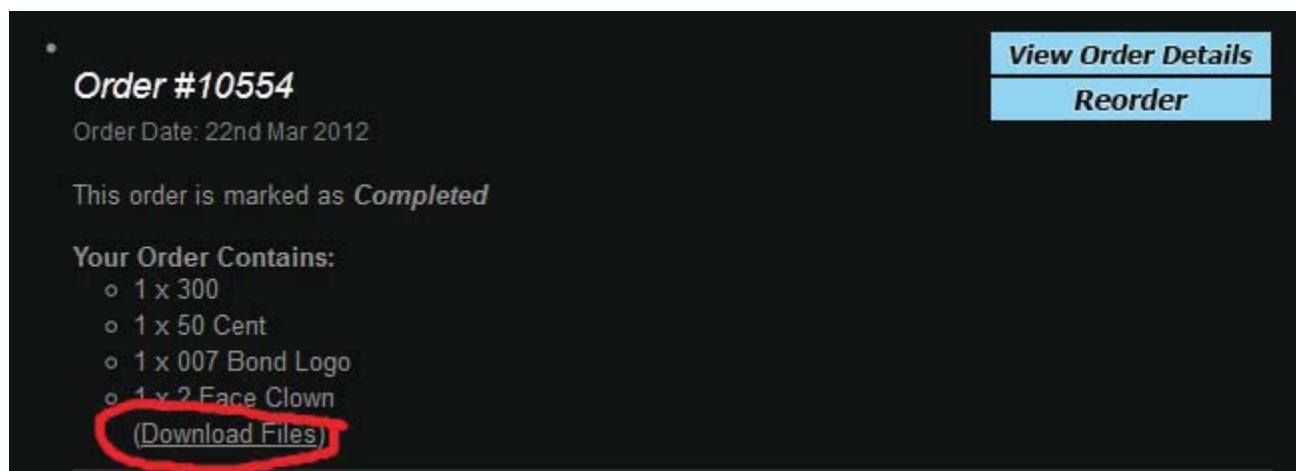 Order #10554
Order Date: 22nd Mar 2012
This order is marked as Completed
Your Order Contains:
1 x 300
1 x 50 Cent
1 x 007 Bond Logo
1 x 2 Face Clown
(Download Files)
View Order Details
Reorder